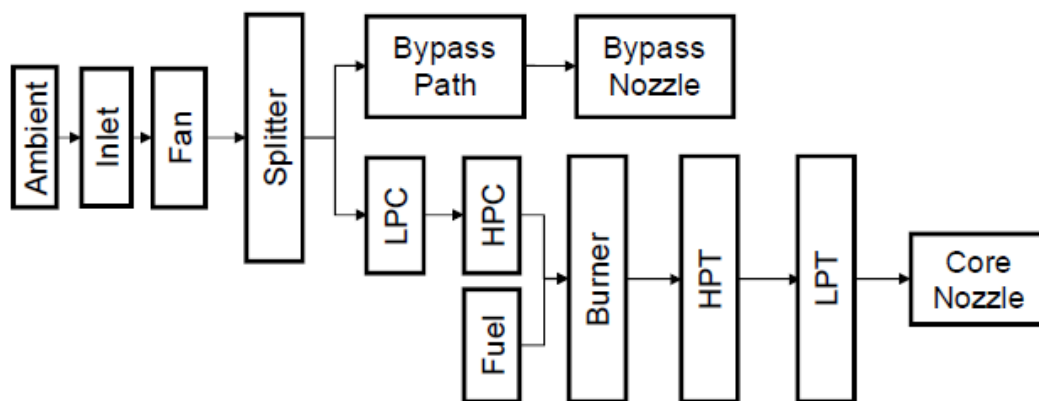 Ambient
Inlet
Fan
Splitter
Bypass
Path
Bypass
Nozzle
LPC
HPC
Fuel
Burner
HPT
LPT
Core
Nozzle